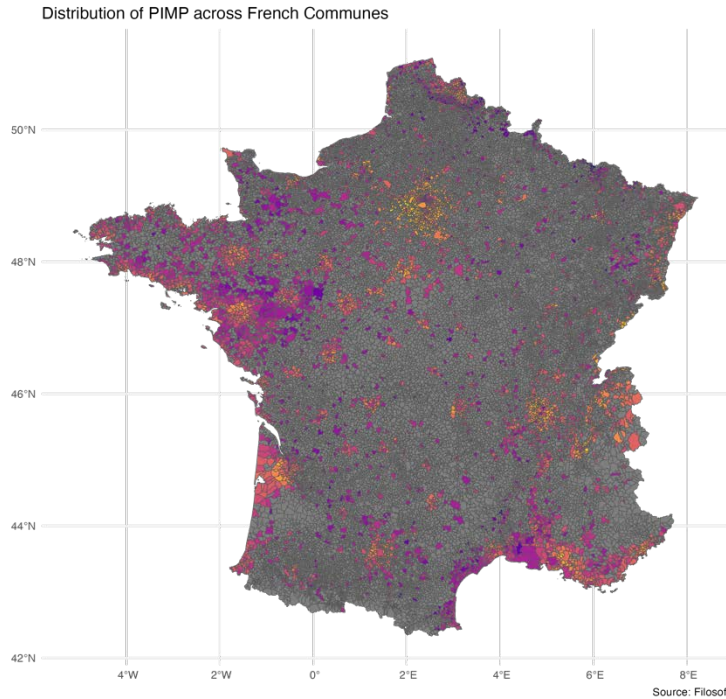 Distribution of PIMP across French Communes
50°N
48°N
46°N
44°N
42°N
4°W
2°W
0°
2°E
4°E
6°E
8°E
Source: Filosof